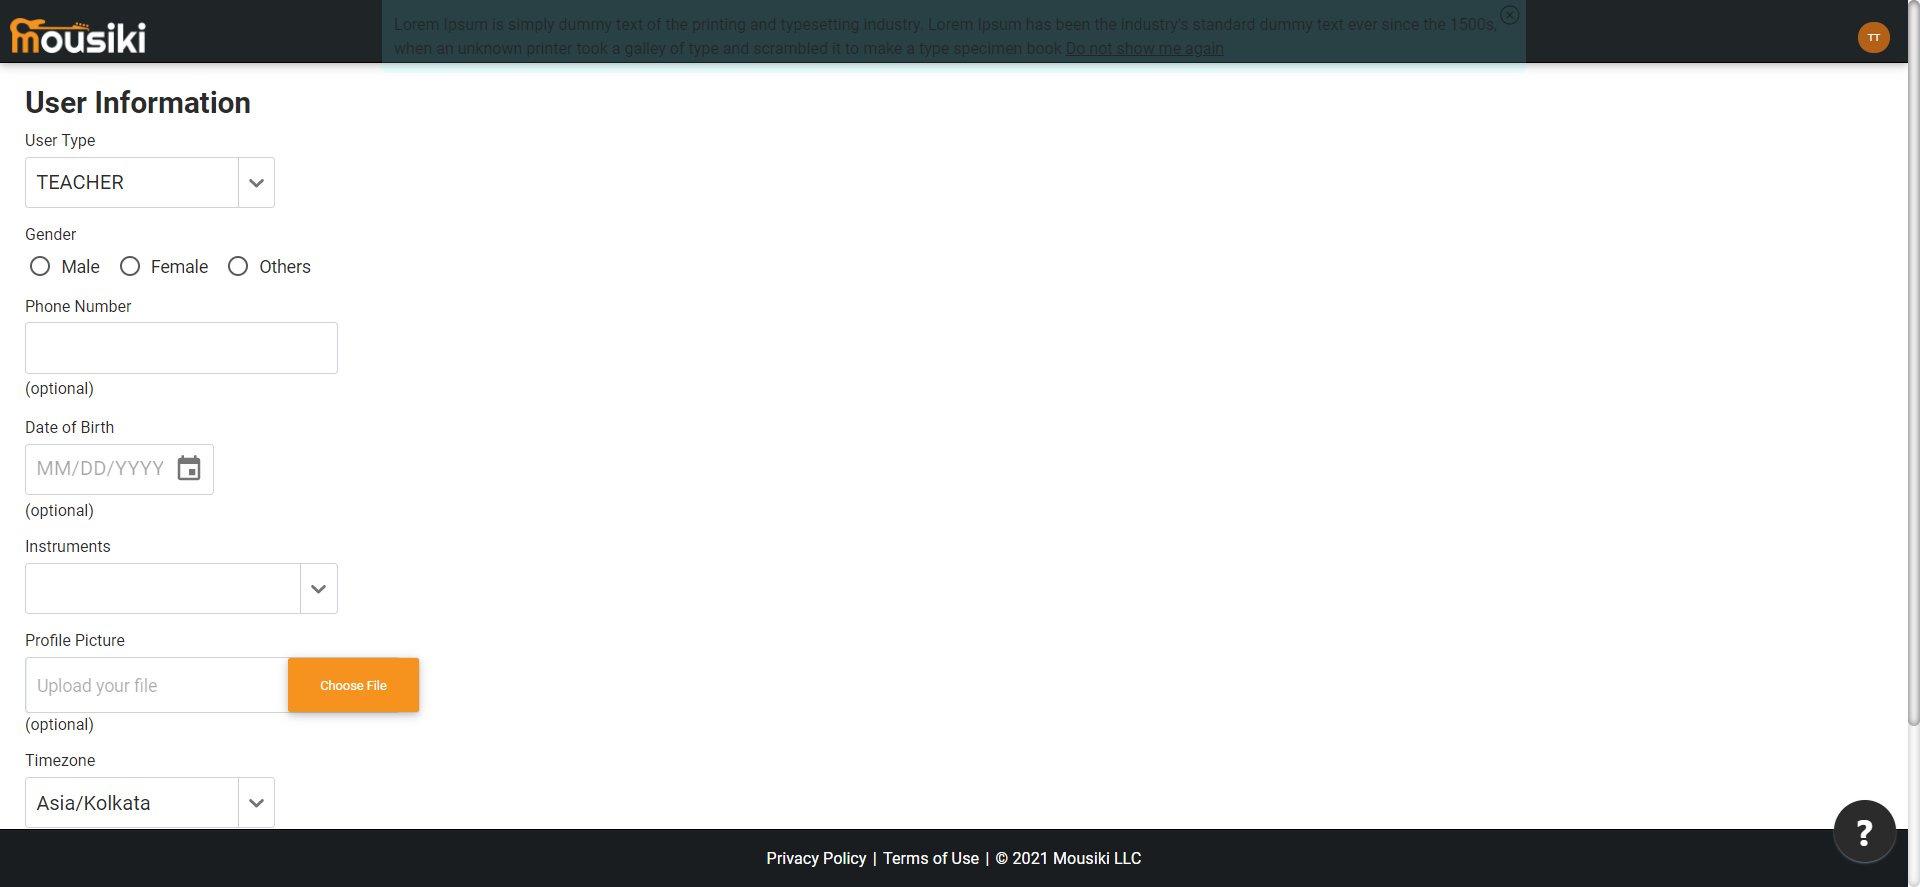 mousiki
Lorem Ipsum is simply dummy text of the printing and typesetting industry. Lorem Ipsum has been the industry's standard dummy text ever since the 1500s,
when an unknown printer took a galley of type and scrambled it to make a type specimen book Do not show me again
TT
User Information
User Type
TEACHER
Gender
Male Female Others
Phone Number
(optional)
Date of Birth
MM/DD/YYYY
(optional)
Instruments
Profile Picture
Upload your file Choose File
(optional)
Timezone
Asia/Kolkata
?
Privacy Policy | Terms of Use | © 2021 Mousiki LLC